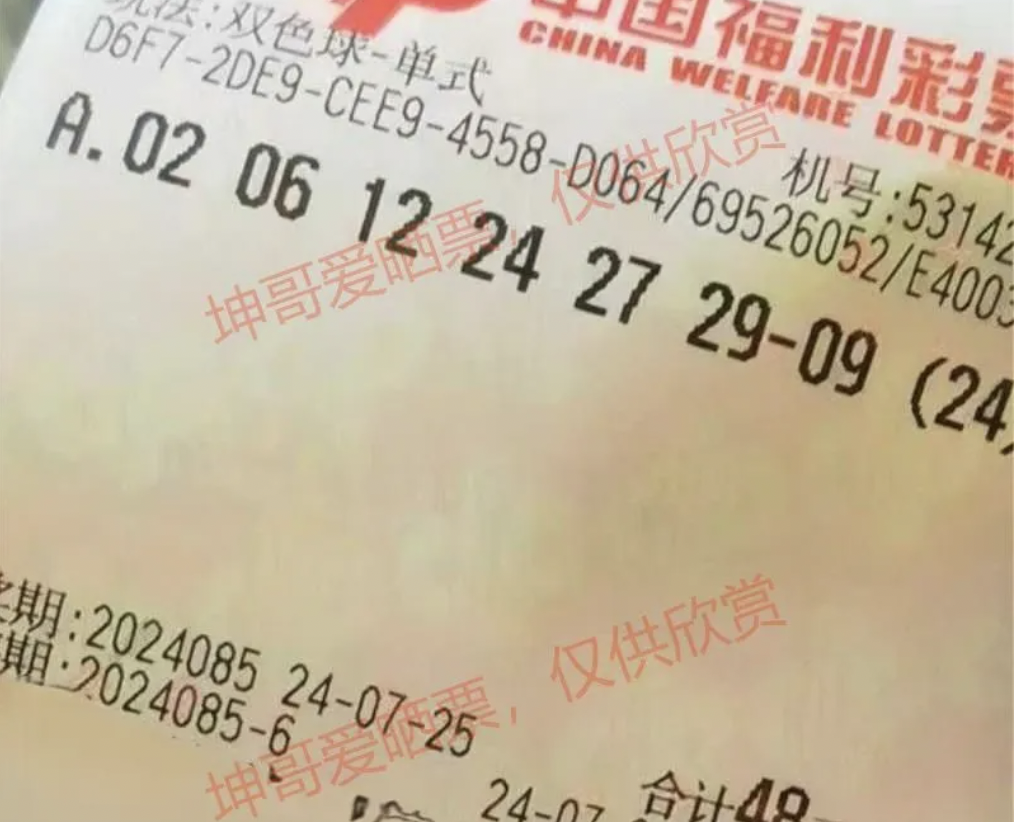 中国福利彩票
CHINA WELFARE LOTTER
玩法:双色球-单式
机号:53142
D6F7-2DE9-CEE9-4558-D064/69526052/E4003
A.02 06 12 24 27 29-09 (24
坤哥爱晒票，仅供欣赏
期:2024085 24-07-25
期:2024085-6
坤哥爱晒票，仅供欣赏
24-07
合计48